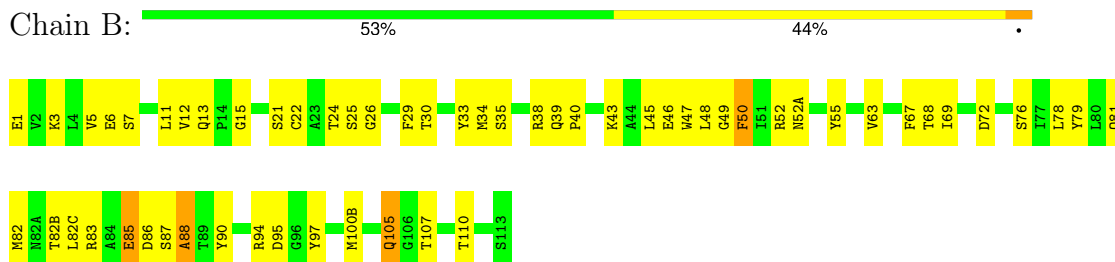 Chain B:
53% 44% •
E1 V2 K3 L4 V5 E6 S7 L11 V12 Q13 P14 G15 S21 C22 A23 T24 S25 G26 F29 T30 Y33 M34 S35 R38 Q39 P40 K43 A44 L45 E46 W47 L48 G49 F50 I51 R52 N52A Y55 V63 F67 T68 I69 D72 S76 I77 L78 Y79 L80 Q81
M82 N82A T82B L82C R83 A84 E85 D86 S87 A88 T89 Y90 R94 D95 G96 Y97 M100B Q105 G106 T107 T110 S113